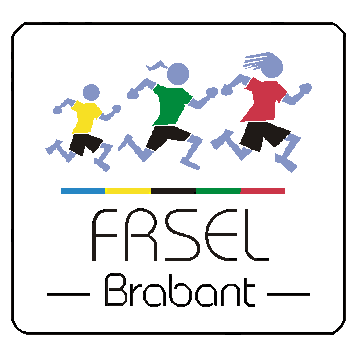 FRSEL
— Brabant —